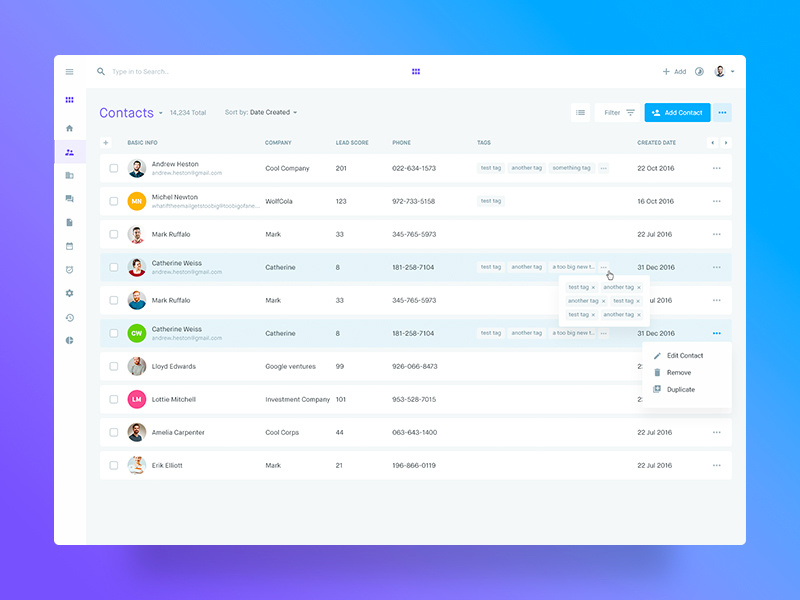 Type in to Search...
Add
Contacts 14,234 Total Sort by: Date Created Filter Add Contact
BASIC INFO COMPANY LEAD SCORE PHONE TAGS CREATED DATE
Andrew Heston
andrew.heston@gmail.com
Cool Company 201 022-634-1573 test tag another tag something tag ... 22 Oct 2016
MN Michel Newton
whatiftheemailgetstoobig@toobigofane...
WolfCola 123 972-733-5158 test tag 16 Oct 2016
Mark Ruffalo Mark 33 345-765-5973 22 Jul 2016
Catherine Weiss
andrew.heston@gmail.com
Catherine 8 181-258-7104 test tag another tag a too big new t... ... 31 Dec 2016
test tag × another tag ×
another tag × test tag ×
test tag × another tag ×
Mark Ruffalo Mark 33 345-765-5973 ul 2016
CW Catherine Weiss
andrew.heston@gmail.com
Catherine 8 181-258-7104 test tag another tag a too big new t... ... 31 Dec 2016
Edit Contact
Remove
Duplicate
Lloyd Edwards Google ventures 99 926-066-8473
LM Lottie Mitchell Investment Company 101 953-528-7015
Amelia Carpenter Cool Corps 44 063-643-1400 22 Jul 2016
Erik Elliott Mark 21 196-866-0119 22 Jul 2016